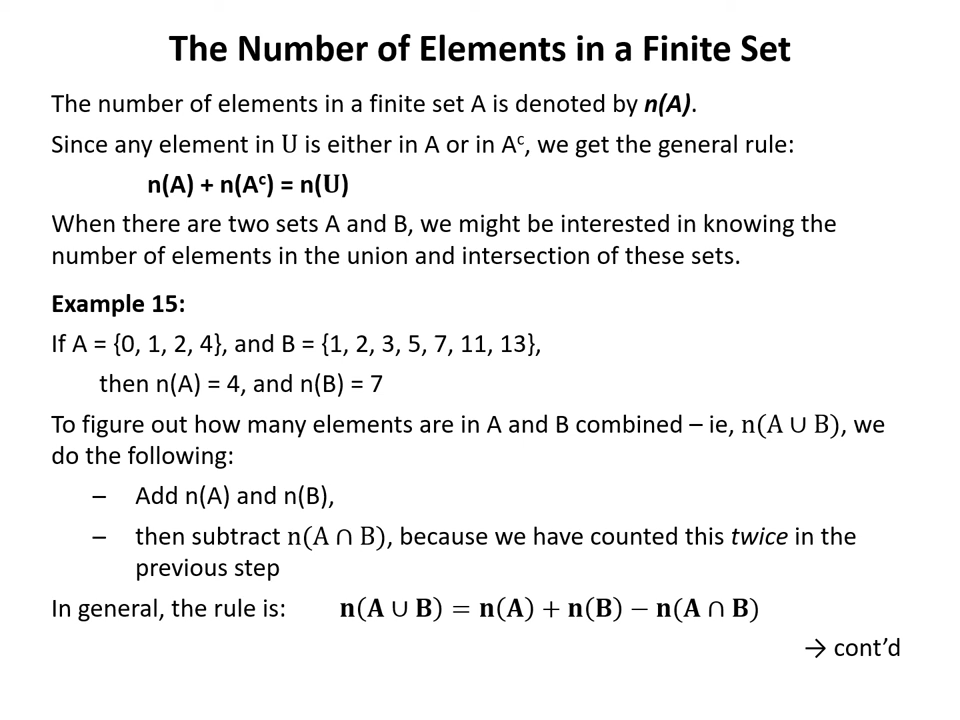 The Number of Elements in a Finite Set
The number of elements in a finite set A is denoted by n(A).
Since any element in U is either in A or in Aᶜ, we get the general rule:
n(A) + n(Aᶜ) = n(U)
When there are two sets A and B, we might be interested in knowing the
number of elements in the union and intersection of these sets.
Example 15:
If A = {0, 1, 2, 4}, and B = {1, 2, 3, 5, 7, 11, 13},
then n(A) = 4, and n(B) = 7
To figure out how many elements are in A and B combined – ie, n(A ∪ B), we
do the following:
– Add n(A) and n(B),
– then subtract n(A ∩ B), because we have counted this twice in the
previous step
In general, the rule is: n(A ∪ B) = n(A) + n(B) − n(A ∩ B)
→ cont’d